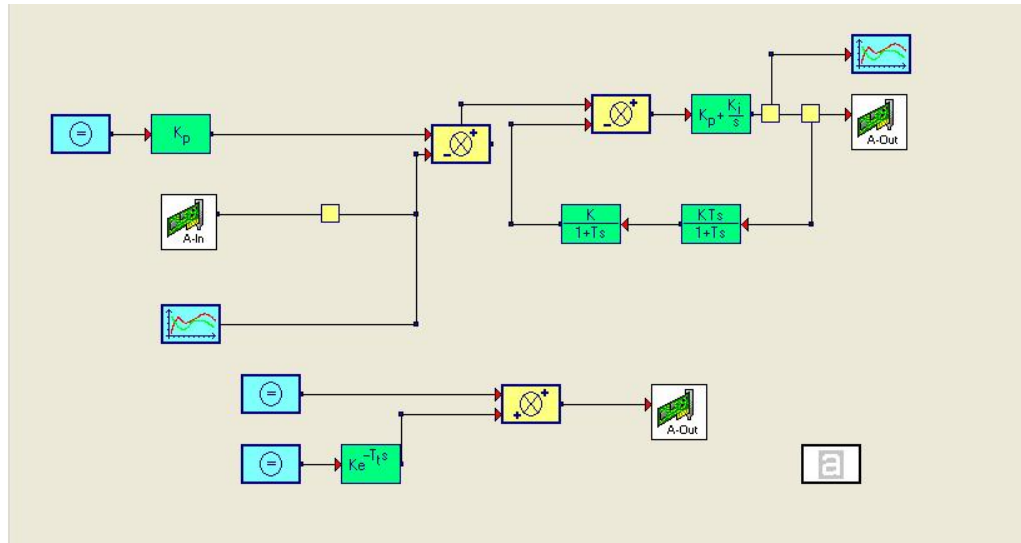 Kp
Kp+ Ki
s
A-Out
A-In
K
1+Ts
KTs
1+Ts
Ke-Tts
A-Out
a